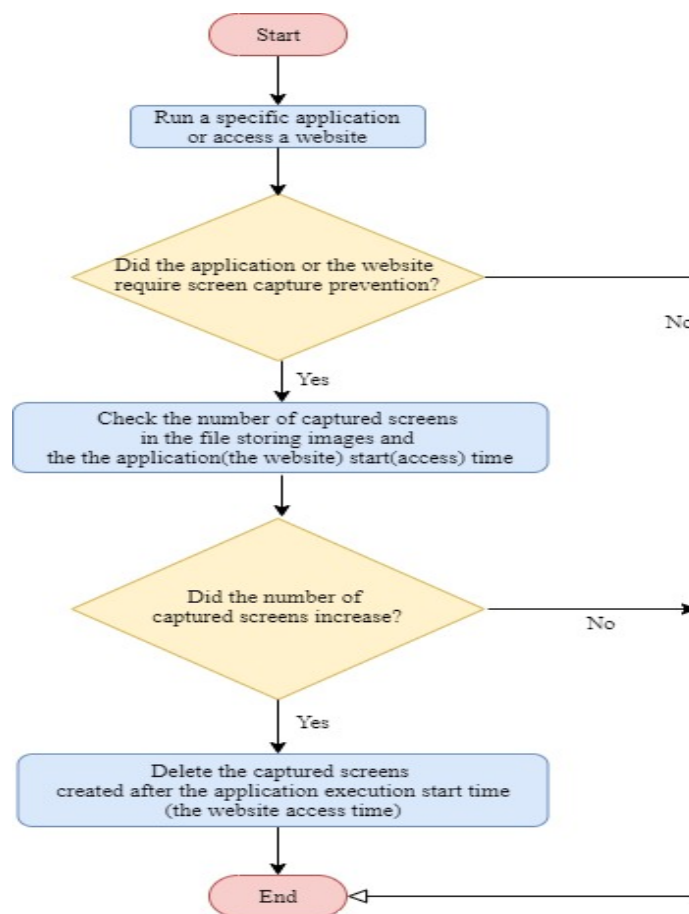 Start
Run a specific application
or access a website
Did the application or the website
require screen capture prevention?
No
Yes
Check the number of captured screens
in the file storing images and
the the application(the website) start(access) time
Did the number of
captured screens increase?
No
Yes
Delete the captured screens
created after the application execution start time
(the website access time)
End